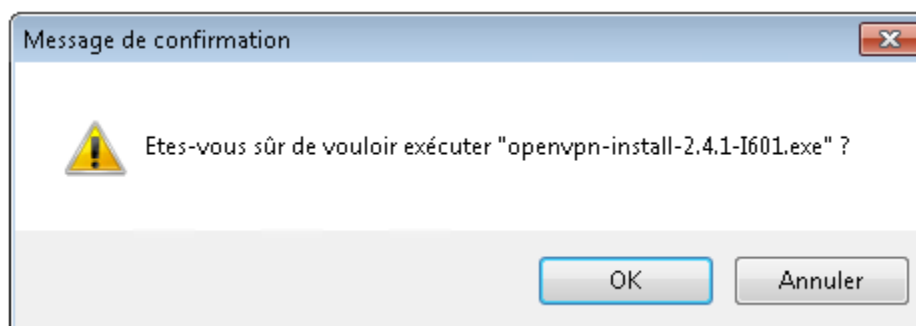 Message de confirmation
Etes-vous sûr de vouloir exécuter "openvpn-install-2.4.1-I601.exe" ?
OK
Annuler